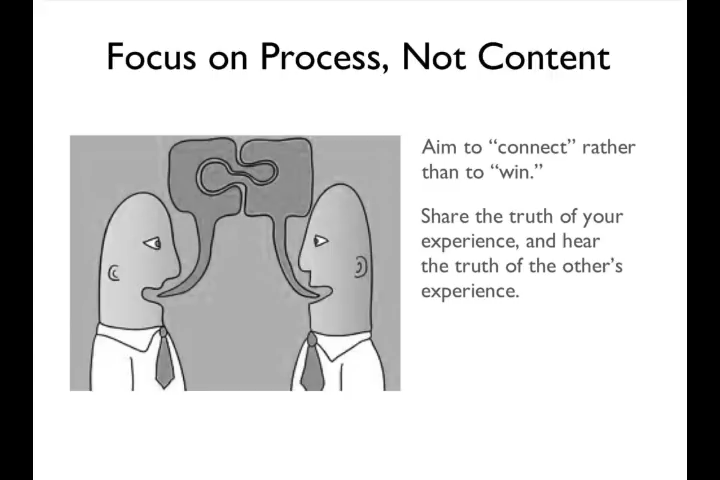 Focus on Process, Not Content
Aim to “connect” rather
than to “win.”
Share the truth of your
experience, and hear
the truth of the other’s
experience.